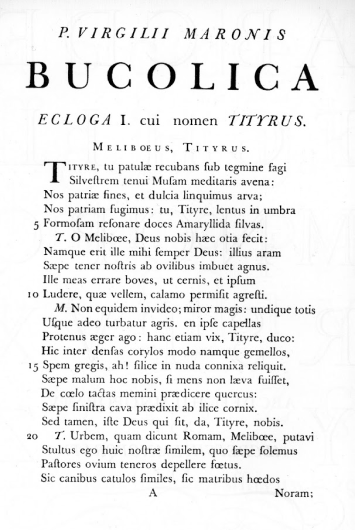 P. VIRGILII MARONIS
BUCOLICA
ECLOGA I. cui nomen TITYRUS.
MELIBOEUS, TITYRUS.
TITYRE, tu patulæ recubans ſub tegmine fagi
Silveſtrem tenui Muſam meditaris avena:
Nos patriæ fines, et dulcia linquimus arva;
Nos patriam fugimus: tu, Tityre, lentus in umbra
5 Formoſam reſonare doces Amaryllida ſilvas.
T. O Melibœe, Deus nobis hæc otia fecit:
Namque erit ille mihi ſemper Deus: illius aram
Sæpe tener noſtris ab ovilibus imbuet agnus.
Ille meas errare boves, ut cernis, et ipſum
10 Ludere, quæ vellem, calamo permiſit agreſti.
M. Non equidem invideo; miror magis: undique totis
Uſque adeo turbatur agris. en ipſe capellas
Protenus æger ago: hanc etiam vix, Tityre, duco:
Hic inter denſas corylos modo namque gemellos,
15 Spem gregis, ah! ſilice in nuda connixa reliquit.
Sæpe malum hoc nobis, ſi mens non læva fuiſſet,
De cœlo tactas memini prædicere quercus:
Sæpe ſiniſtra cava prædixit ab ilice cornix.
Sed tamen, iſte Deus qui ſit, da, Tityre, nobis.
20 T. Urbem, quam dicunt Romam, Melibœe, putavi
Stultus ego huic noſtræ ſimilem, quo ſæpe ſolemus
Paſtores ovium teneros depellere fœtus.
Sic canibus catulos ſimiles, ſic matribus hœdos
A Noram;